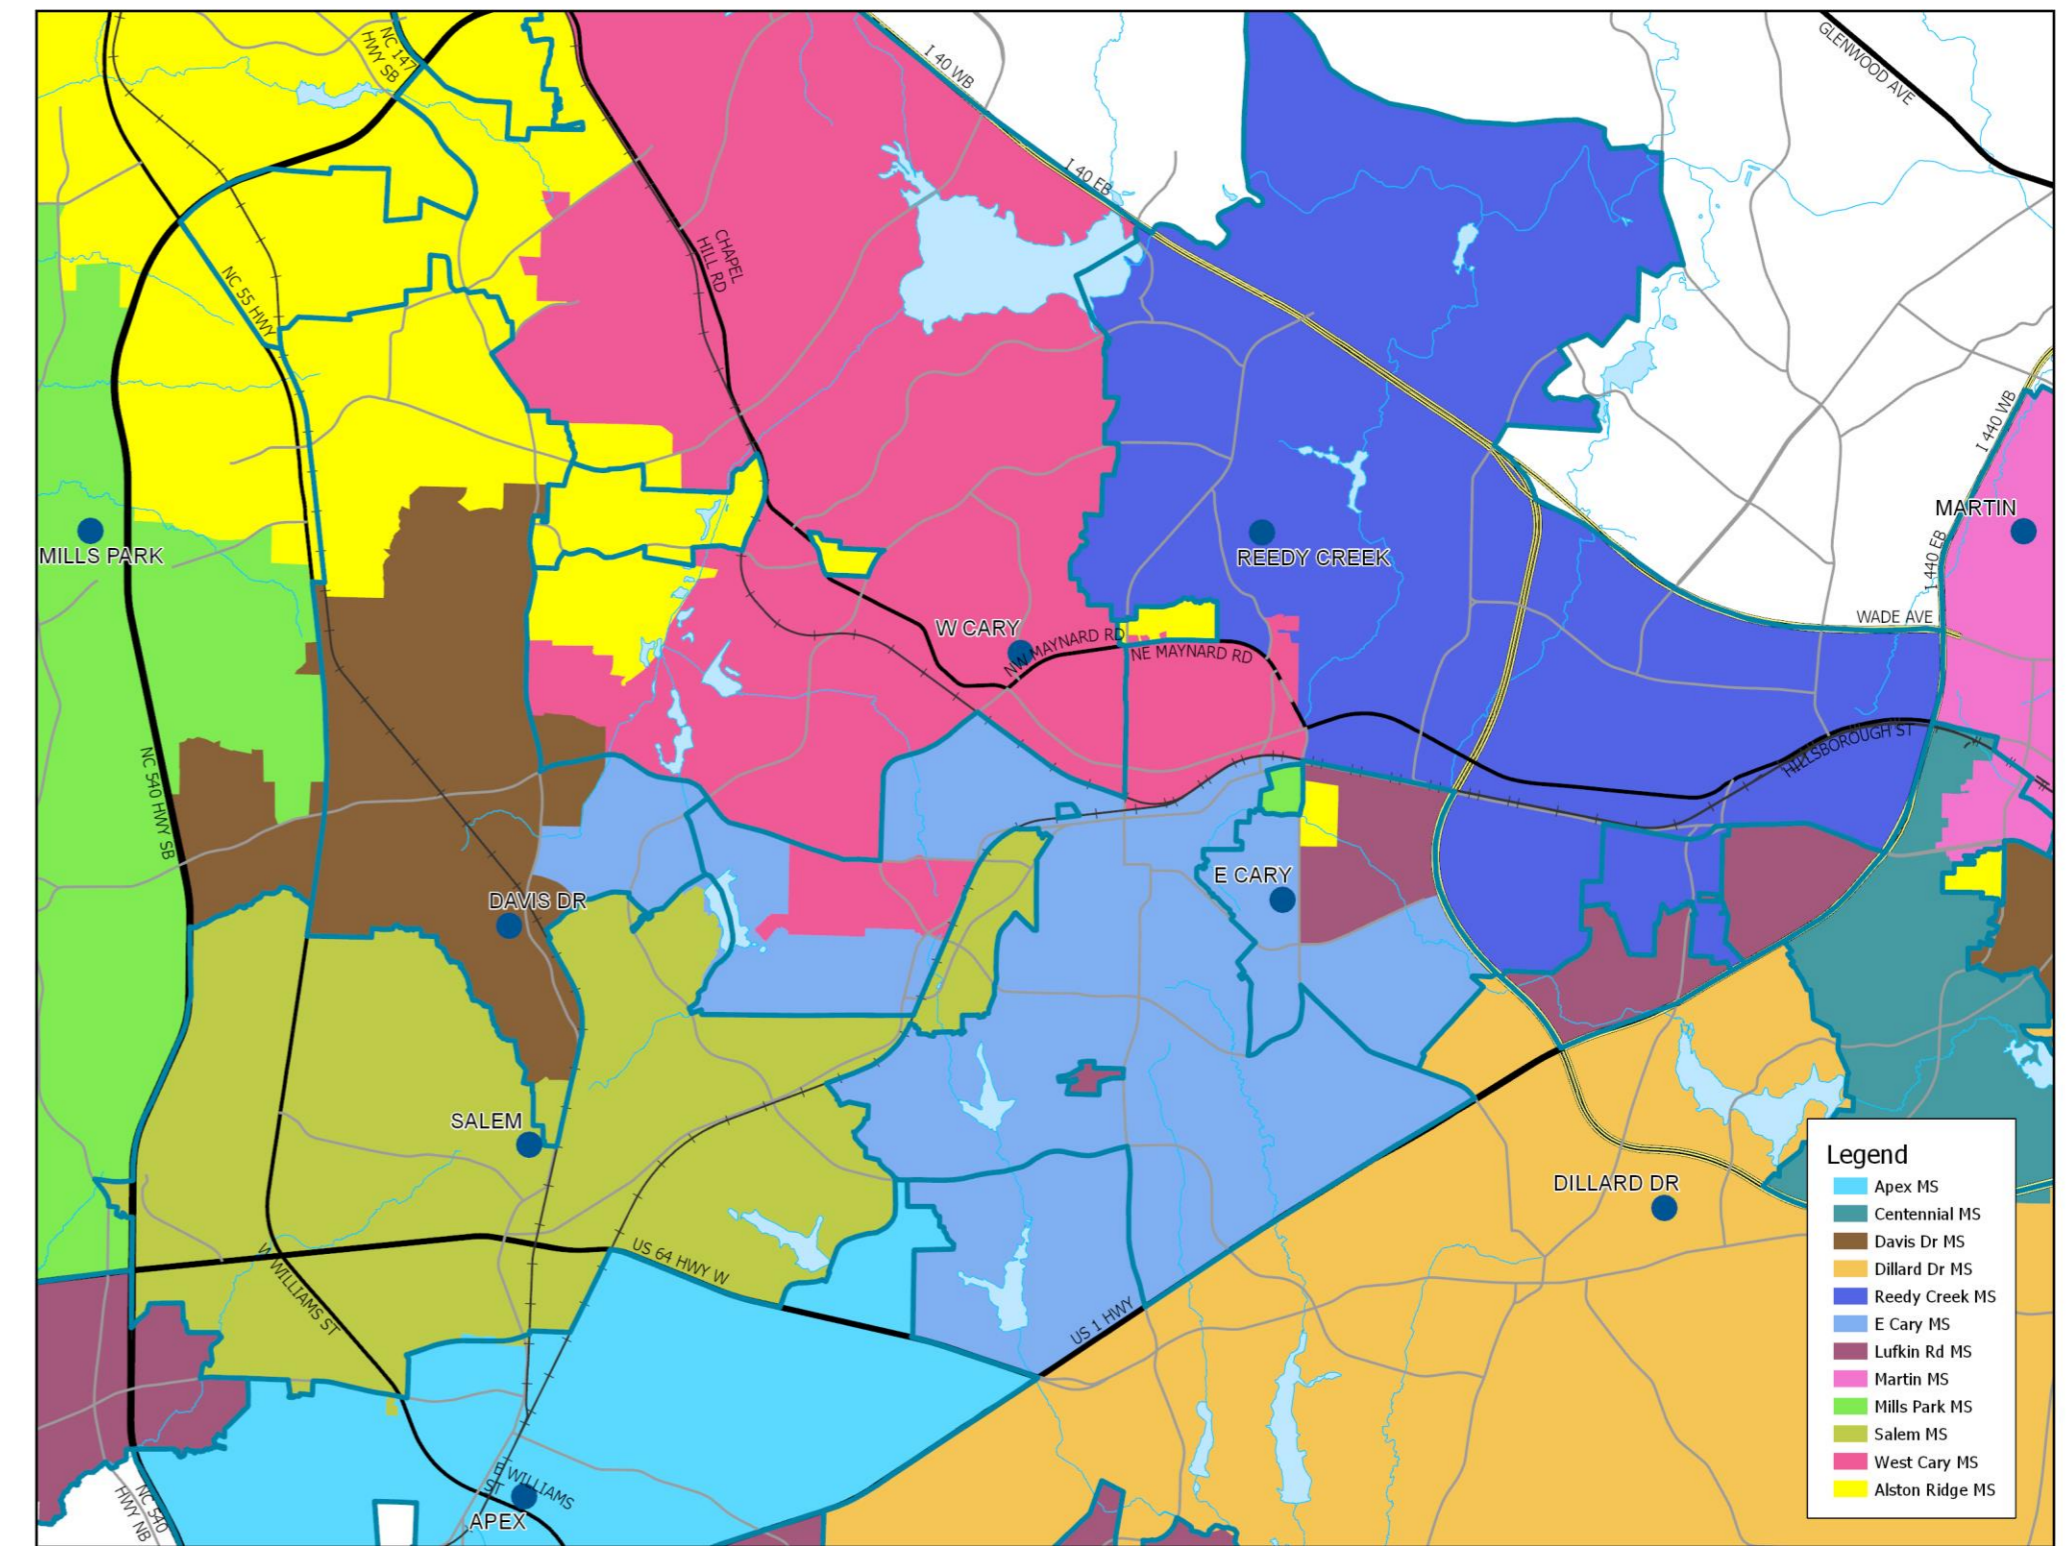 NC 147
HWY SB
I 40 WB
GLENWOOD AVE
I 40 EB
CHAPEL
HILL RD
NC 55 HWY
I 440 WB
MARTIN
MILLS PARK
REEDY CREEK
I 440 EB
WADE AVE
W CARY
NW MAYNARD RD
NE MAYNARD RD
HILLSBOROUGH ST
NC 540 HWY SB
E CARY
DAVIS DR
SALEM
DILLARD DR
US 64 HWY W
W WILLIAMS ST
US 1 HWY
E WILLIAMS
ST
NC 540
HWY NB
APEX
Legend
Apex MS
Centennial MS
Davis Dr MS
Dillard Dr MS
Reedy Creek MS
E Cary MS
Lufkin Rd MS
Martin MS
Mills Park MS
Salem MS
West Cary MS
Alston Ridge MS